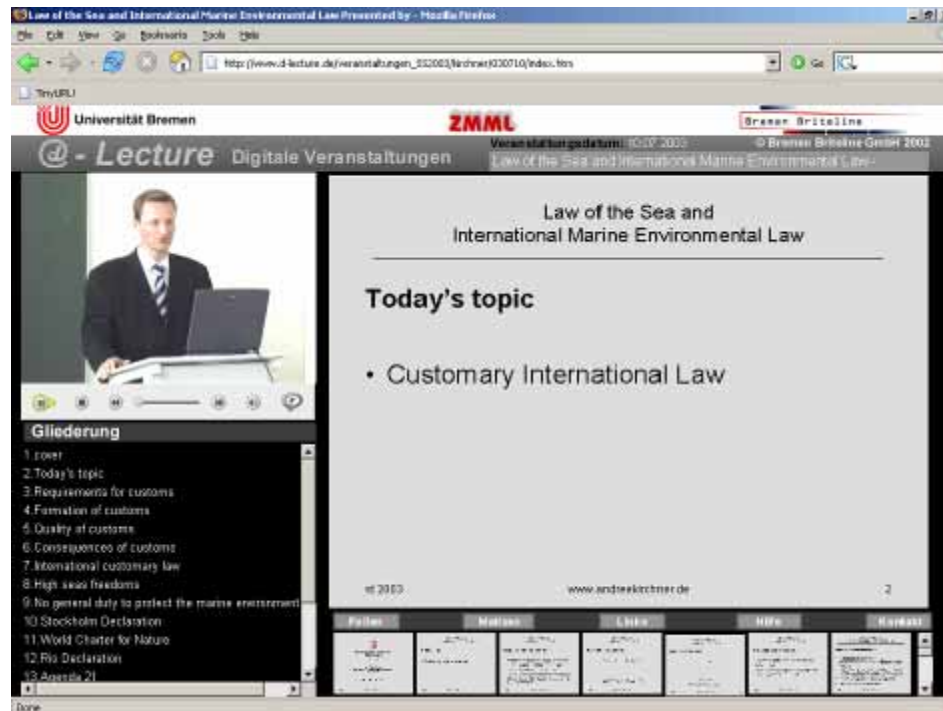 Law of the Sea and International Marine Environmental Law Presented by - Mozilla Firefox
File Edit View Go Bookmarks Tools Help
Go
TinyURL!
Universität Bremen
ZMML
Bremen Briteline
@ - Lecture Digitale Veranstaltungen
Veranstaltungsdatum: 10.07.2003
© Bremen Briteline GmbH 2002
Law of the Sea and International Marine Environmental Law-
Law of the Sea and
International Marine Environmental Law
Today's topic
• Customary International Law
www.andreekirchner.de
2
Gliederung
1.cover
2.Today's topic
3.Requirements for customs
4.Formation of customs
5.Quality of customs
6.Consequences of customs
7.International customary law
8.High seas freedoms
9.No general duty to protect the marine environment
10.Stockholm Declaration
11.World Charter for Nature
12.Rio Declaration
13.Agenda 21
Folien Notizen Links Hilfe Kontakt
Done